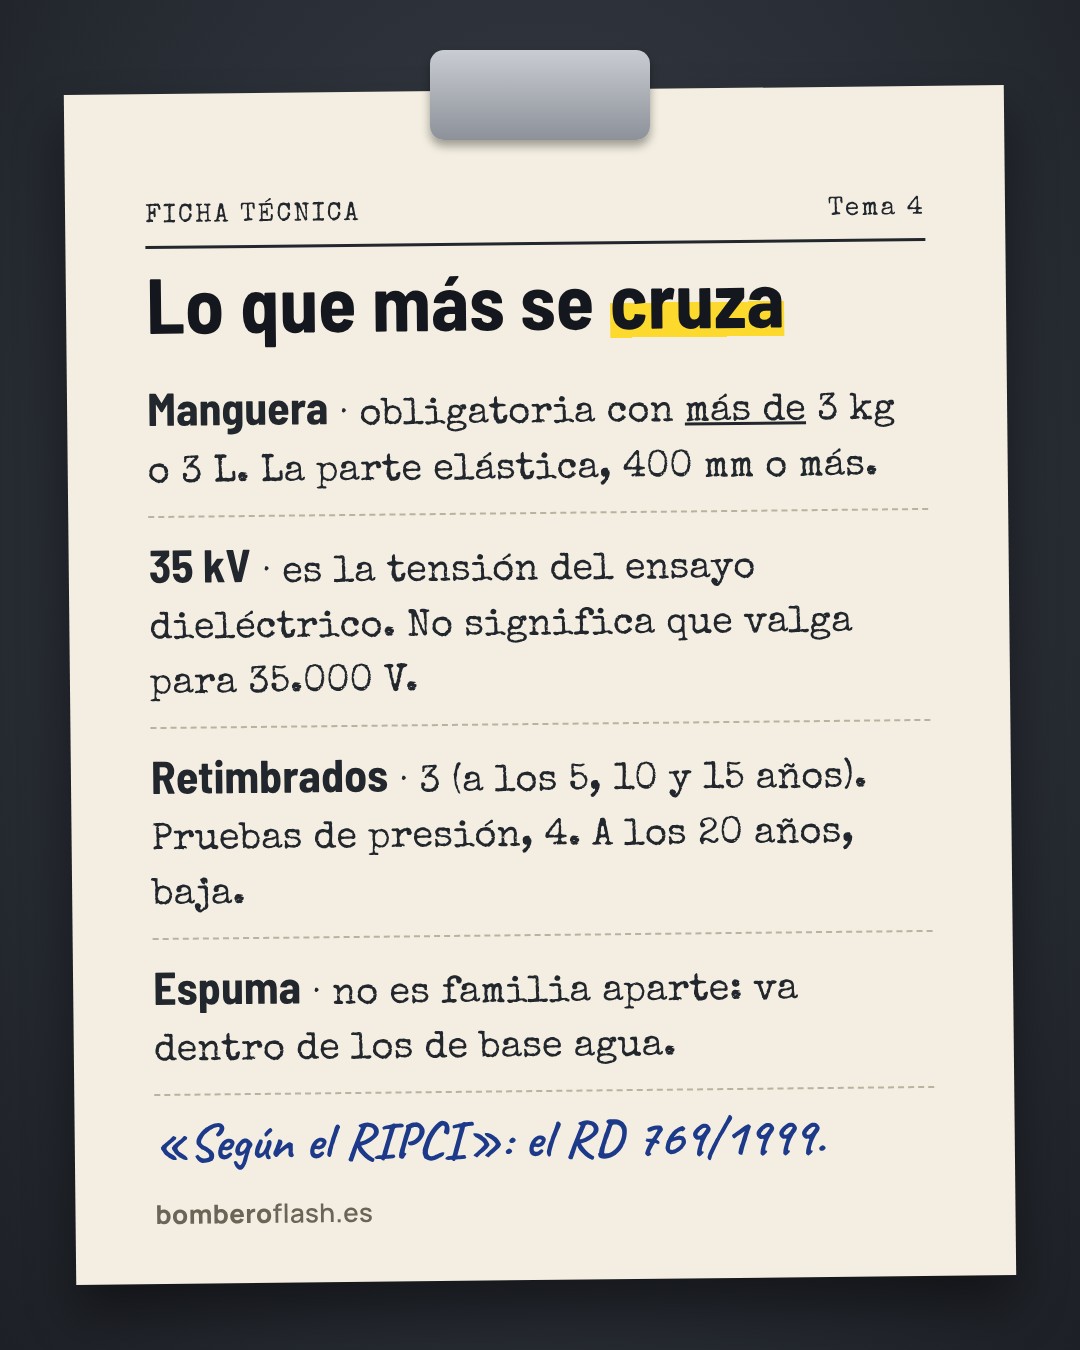 FICHA TÉCNICA
Tema 4
Lo que más se cruza
Manguera · obligatoria con más de 3 kg
o 3 L. La parte elástica, 400 mm o más.
35 kV · es la tensión del ensayo
dieléctrico. No significa que valga
para 35.000 V.
Retimbrados · 3 (a los 5, 10 y 15 años).
Pruebas de presión, 4. A los 20 años,
baja.
Espuma · no es familia aparte: va
dentro de los de base agua.
«Según el RIPCI»: el RD 769/1999.
bomberoflash.es